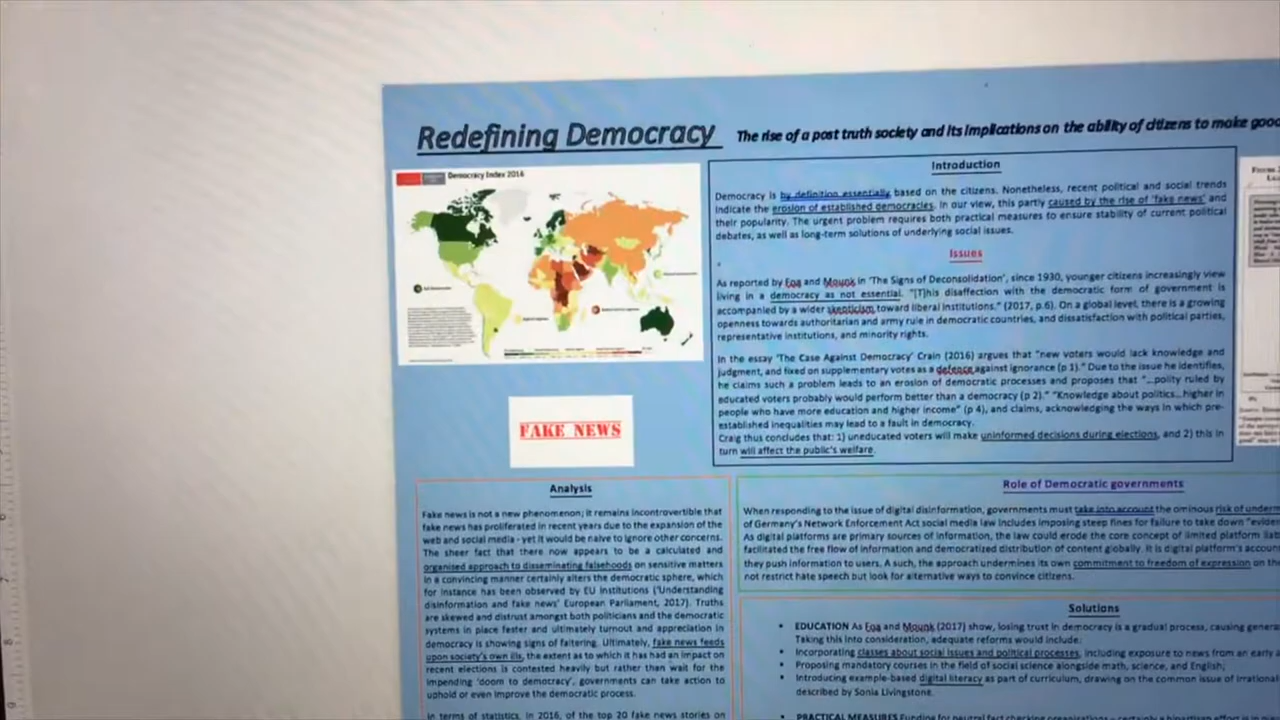 Redefining Democracy
The rise of a post truth society and its implications on the ability of citizens to make good
Democracy Index 2016
Introduction
Democracy is by definition essentially based on the citizens. Nonetheless, recent political and social trends
indicate the erosion of established democracies. In our view, this partly caused by the rise of 'fake news' and
their popularity. The urgent problem requires both practical measures to ensure stability of current political
debates, as well as long-term solutions of underlying social issues.
Issues
As reported by Foa and Mounk in 'The Signs of Deconsolidation', since 1930, younger citizens increasingly view
living in a democracy as not essential. "[T]his disaffection with the democratic form of government is
accompanied by a wider skepticism toward liberal institutions." (2017, p.6). On a global level, there is a growing
openness towards authoritarian and army rule in democratic countries, and dissatisfaction with political parties,
representative institutions, and minority rights.
In the essay 'The Case Against Democracy' Crain (2016) argues that "new voters would lack knowledge and
judgment, and fixed on supplementary votes as a defence against ignorance (p 1)." Due to the issue he identifies,
he claims such a problem leads to an erosion of democratic processes and proposes that "...polity ruled by
educated voters probably would perform better than a democracy (p 2)." "Knowledge about politics...higher in
people who have more education and higher income" (p 4), and claims, acknowledging the ways in which pre-
established inequalities may lead to a fault in democracy.
Craig thus concludes that: 1) uneducated voters will make uninformed decisions during elections, and 2) this in
turn will affect the public's welfare.
FAKE NEWS
Analysis
Fake news is not a new phenomenon; it remains incontrovertible that
fake news has proliferated in recent years due to the expansion of the
web and social media - yet it would be naive to ignore other concerns.
The sheer fact that there now appears to be a calculated and
organised approach to disseminating falsehoods on sensitive matters
in a convincing manner certainly alters the democratic sphere, which
for instance has been observed by EU Institutions ('Understanding
disinformation and fake news' European Parliament, 2017). Truths
are skewed and distrust amongst both politicians and the democratic
systems in place faster and ultimately turnout and appreciation in
democracy is showing signs of faltering. Ultimately, fake news feeds
upon society's own ills, the extent as to which it has had an impact on
recent elections is contested heavily but rather than wait for the
impending 'doom to democracy', governments can take action to
uphold or even improve the democratic process.
In terms of statistics, in 2016, of the top 20 fake news stories on
Role of Democratic governments
When responding to the issue of digital disinformation, governments must take into account the ominous risk of underm
of Germany's Network Enforcement Act social media law includes imposing steep fines for failure to take down "eviden
As digital platforms are primary sources of information, the law could erode the core concept of limited platform liab
facilitated the free flow of information and democratized distribution of content globally. It is digital platform's accoun
they push information to users. A such, the approach undermines its own commitment to freedom of expression on the
not restrict hate speech but look for alternative ways to convince citizens.
Solutions
• EDUCATION As Foa and Mounk (2017) show, losing trust in democracy is a gradual process, causing genera
Taking this into consideration, adequate reforms would include:
• Incorporating classes about social issues and political processes, including exposure to news from an early a
• Proposing mandatory courses in the field of social science alongside math, science, and English;
• Introducing example-based digital literacy as part of curriculum, drawing on the common issue of irrational
described by Sonia Livingstone.
• PRACTICAL MEASURES Funding for neutral fact checking